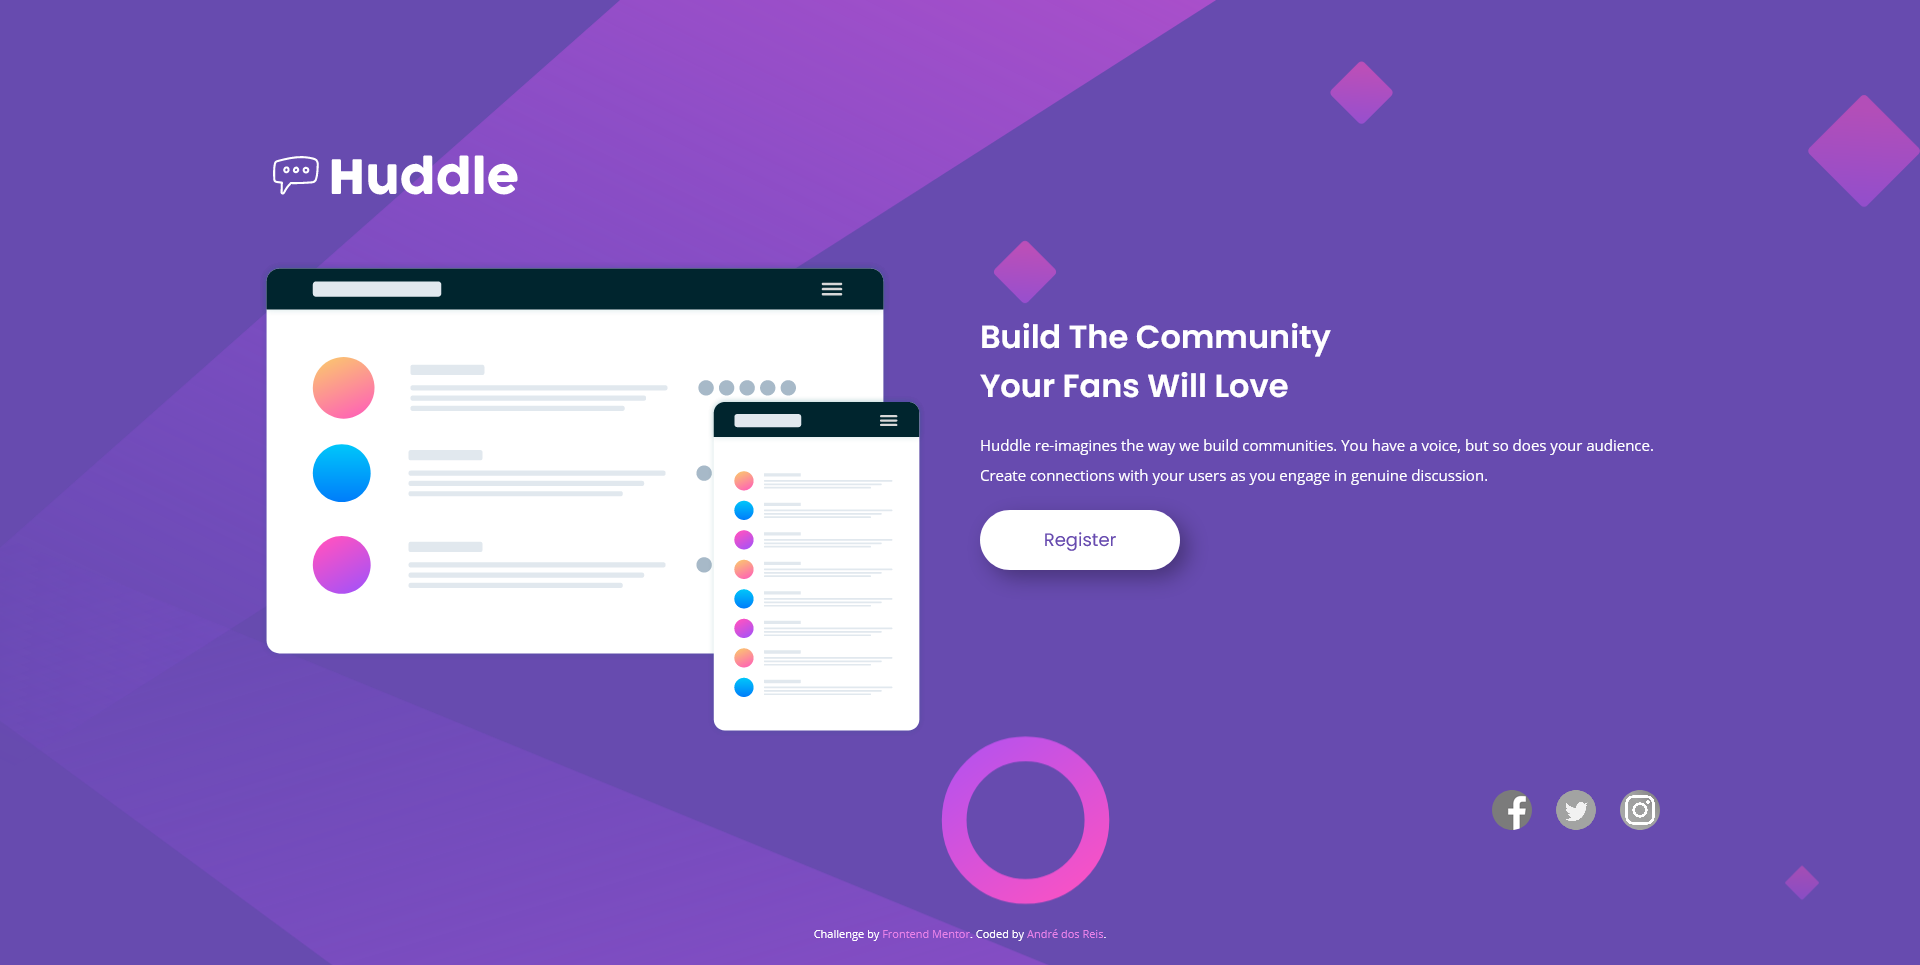 Huddle
Build The Community
Your Fans Will Love
Huddle re-imagines the way we build communities. You have a voice, but so does your audience.
Create connections with your users as you engage in genuine discussion.
Register
Challenge by Frontend Mentor. Coded by André dos Reis.